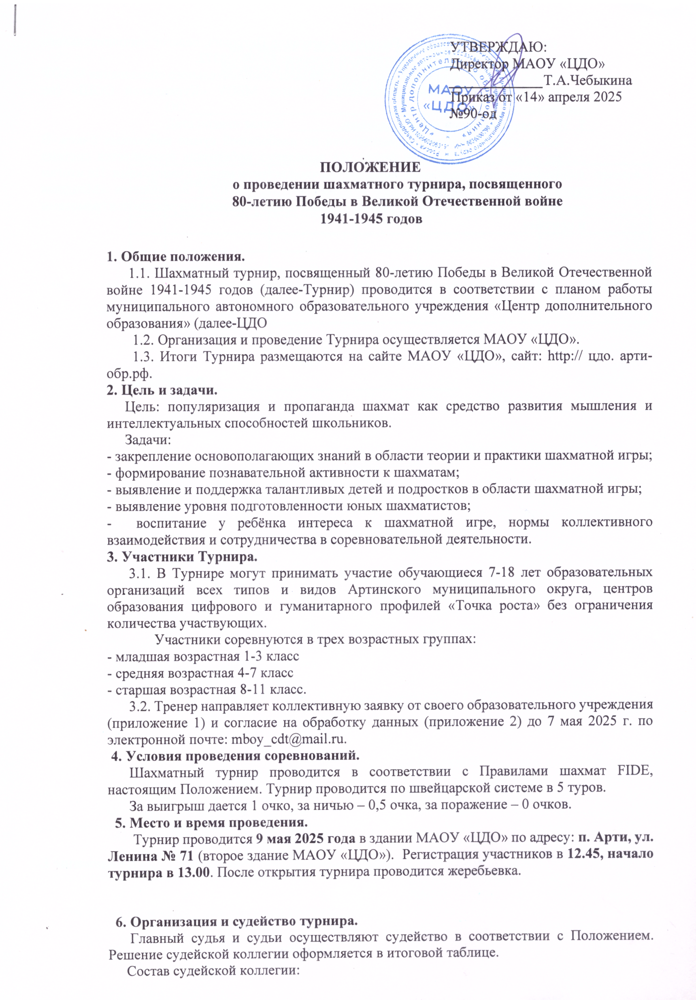 УТВЕРЖДАЮ:
Директор МАОУ «ЦДО»
____________Т.А.Чебыкина
Приказ от «14» апреля 2025
№90-од
МАОУ
«ЦДО»
«Центр дополнительного образования»
ПОЛОЖЕНИЕ
о проведении шахматного турнира, посвященного
80-летию Победы в Великой Отечественной войне
1941-1945 годов
1. Общие положения.
1.1. Шахматный турнир, посвященный 80-летию Победы в Великой Отечественной
войне 1941-1945 годов (далее-Турнир) проводится в соответствии с планом работы
муниципального автономного образовательного учреждения «Центр дополнительного
образования» (далее-ЦДО
1.2. Организация и проведение Турнира осуществляется МАОУ «ЦДО».
1.3. Итоги Турнира размещаются на сайте МАОУ «ЦДО», сайт: http:// цдо. арти-
обр.рф.
2. Цель и задачи.
Цель: популяризация и пропаганда шахмат как средство развития мышления и
интеллектуальных способностей школьников.
Задачи:
- закрепление основополагающих знаний в области теории и практики шахматной игры;
- формирование познавательной активности к шахматам;
- выявление и поддержка талантливых детей и подростков в области шахматной игры;
- выявление уровня подготовленности юных шахматистов;
- воспитание у ребёнка интереса к шахматной игре, нормы коллективного
взаимодействия и сотрудничества в соревновательной деятельности.
3. Участники Турнира.
3.1. В Турнире могут принимать участие обучающиеся 7-18 лет образовательных
организаций всех типов и видов Артинского муниципального округа, центров
образования цифрового и гуманитарного профилей «Точка роста» без ограничения
количества участвующих.
Участники соревнуются в трех возрастных группах:
- младшая возрастная 1-3 класс
- средняя возрастная 4-7 класс
- старшая возрастная 8-11 класс.
3.2. Тренер направляет коллективную заявку от своего образовательного учреждения
(приложение 1) и согласие на обработку данных (приложение 2) до 7 мая 2025 г. по
электронной почте: mboy_cdt@mail.ru.
4. Условия проведения соревнований.
Шахматный турнир проводится в соответствии с Правилами шахмат FIDE,
настоящим Положением. Турнир проводится по швейцарской системе в 5 туров.
За выигрыш дается 1 очко, за ничью – 0,5 очка, за поражение – 0 очков.
5. Место и время проведения.
Турнир проводится 9 мая 2025 года в здании МАОУ «ЦДО» по адресу: п. Арти, ул.
Ленина № 71 (второе здание МАОУ «ЦДО»). Регистрация участников в 12.45, начало
турнира в 13.00. После открытия турнира проводится жеребьевка.
6. Организация и судейство турнира.
Главный судья и судьи осуществляют судейство в соответствии с Положением.
Решение судейской коллегии оформляется в итоговой таблице.
Состав судейской коллегии: